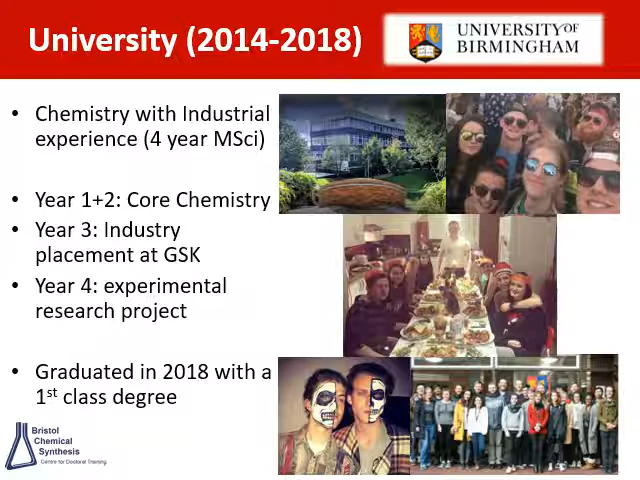 University (2014-2018)
UNIVERSITY OF
BIRMINGHAM
• Chemistry with Industrial
experience (4 year MSci)
• Year 1+2: Core Chemistry
• Year 3: Industry
placement at GSK
• Year 4: experimental
research project
• Graduated in 2018 with a
1st class degree
Bristol
Chemical
Synthesis
Centre for Doctoral Training